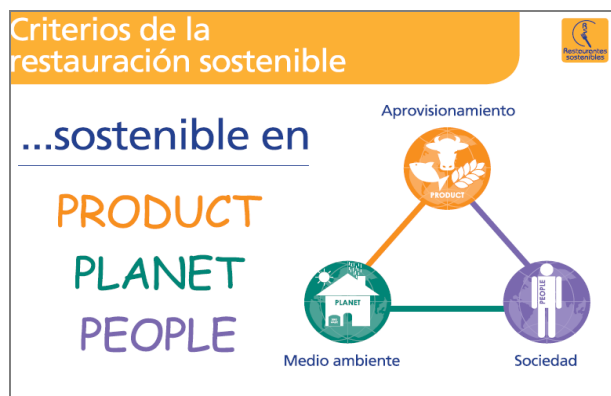 Criterios de la
restauración sostenible
Restaurantes
sostenibles
...sostenible en
PRODUCT
PLANET
PEOPLE
Aprovisionamiento
PRODUCT
PLANET
PEOPLE
Medio ambiente
Sociedad